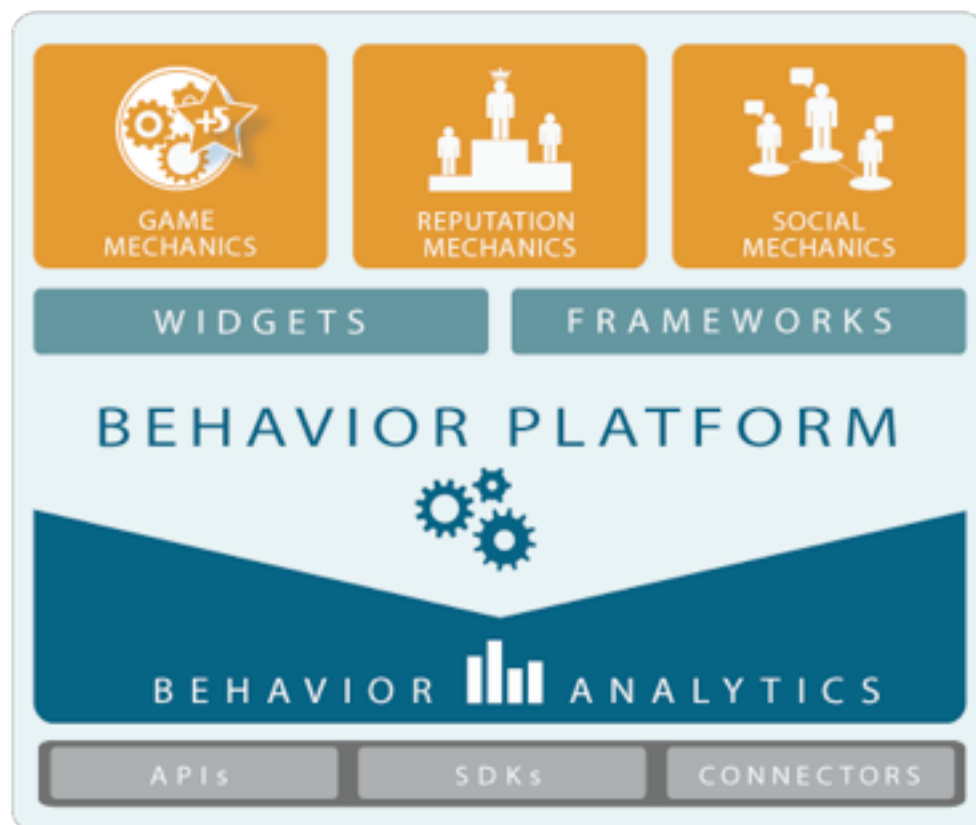 +5
GAME
MECHANICS
REPUTATION
MECHANICS
SOCIAL
MECHANICS
WIDGETS
FRAMEWORKS
BEHAVIOR PLATFORM
BEHAVIOR ANALYTICS
APIs
SDKs
CONNECTORS